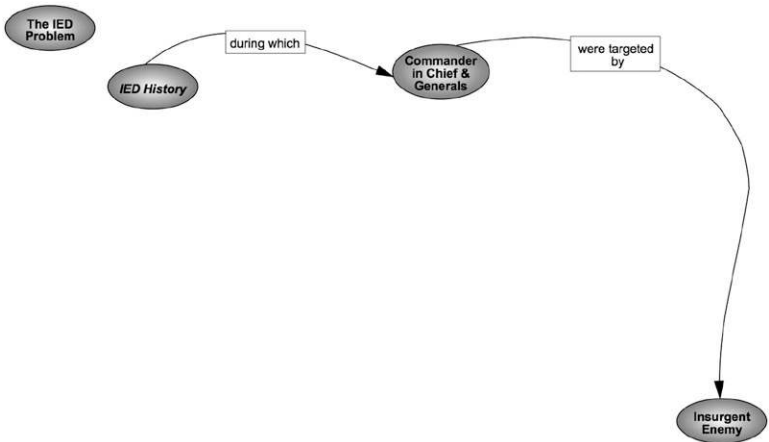 The IED
Problem
IED History
during which
Commander
in Chief &
Generals
were targeted
by
Insurgent
Enemy